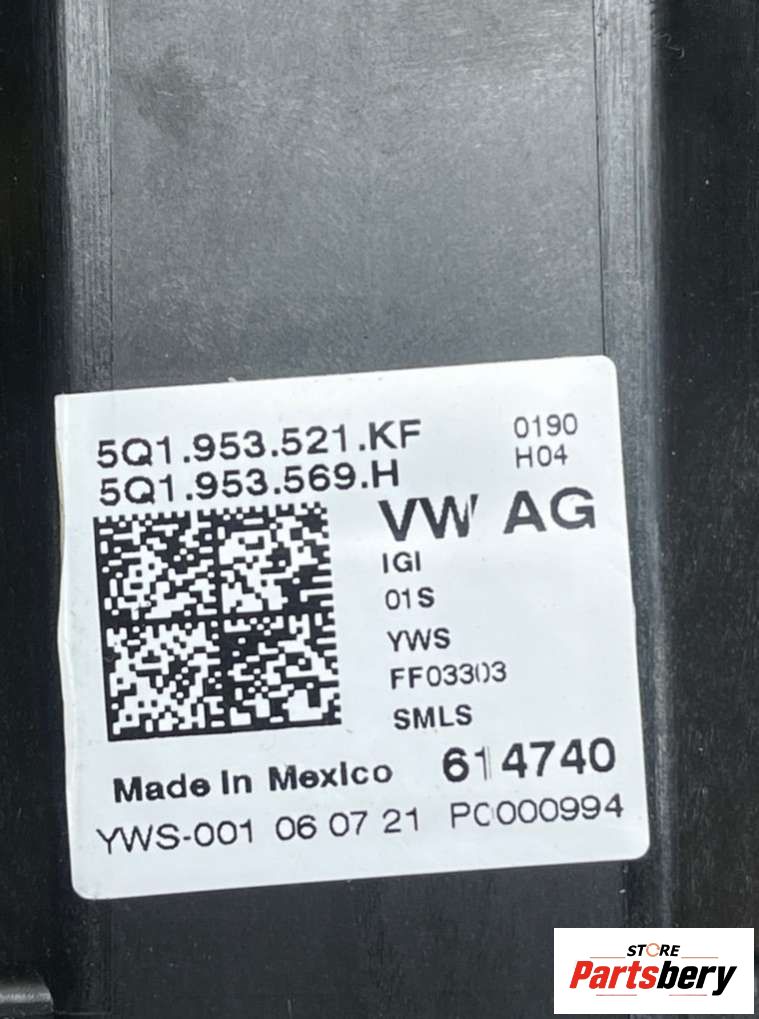 5Q1.953.521.KF
0190
5Q1.953.569.H
H04
VW AG
IGI
01S
YWS
FF03303
SMLS
Made In Mexico
614740
YWS-001 06 07 21 P0000994
STORE
Partsbery